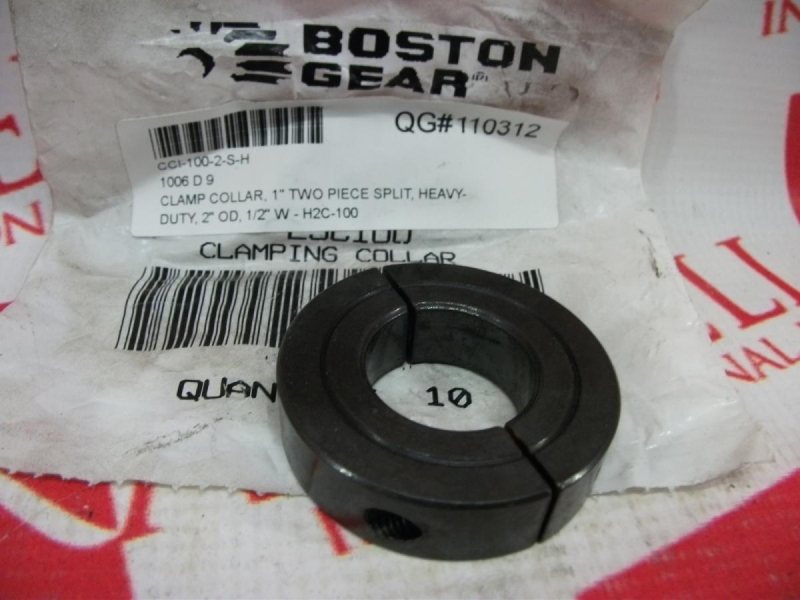 BOSTON
GEAR
QG#110312
CCI-100-2-S-H
1006 D 9
CLAMP COLLAR, 1" TWO PIECE SPLIT, HEAVY-
DUTY, 2" OD, 1/2" W - H2C-100
CLAMPING COLLAR
QUAN
10